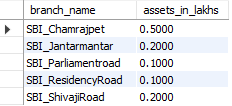 branch_name assets_in_lakhs
SBI_Chamrajpet 0.5000
SBI_Jantarmantar 0.2000
SBI_Parliamentroad 0.1000
SBI_ResidencyRoad 0.1000
SBI_ShivajiRoad 0.2000